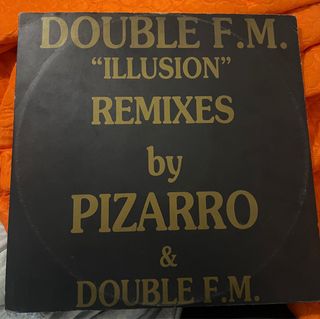 DOUBLE F.M.
“ILLUSION”
REMIXES
by
PIZARRO
&
DOUBLE F.M.